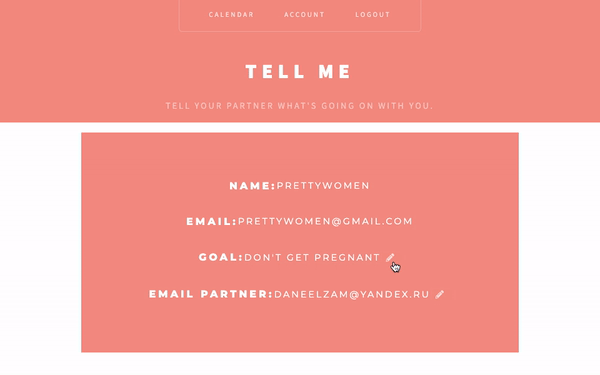 CALENDAR ACCOUNT LOGOUT
TELL ME
TELL YOUR PARTNER WHAT'S GOING ON WITH YOU.
NAME:PRETTYWOMEN
EMAIL:PRETTYWOMEN@GMAIL.COM
GOAL:DON'T GET PREGNANT
EMAIL PARTNER:DANEELZAM@YANDEX.RU